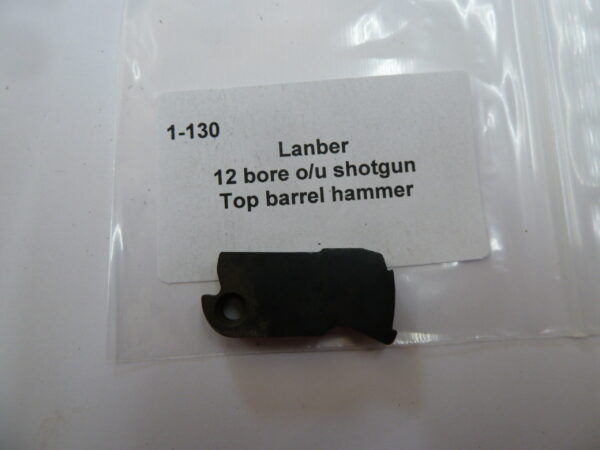 1-130
Lanber
12 bore o/u shotgun
Top barrel hammer